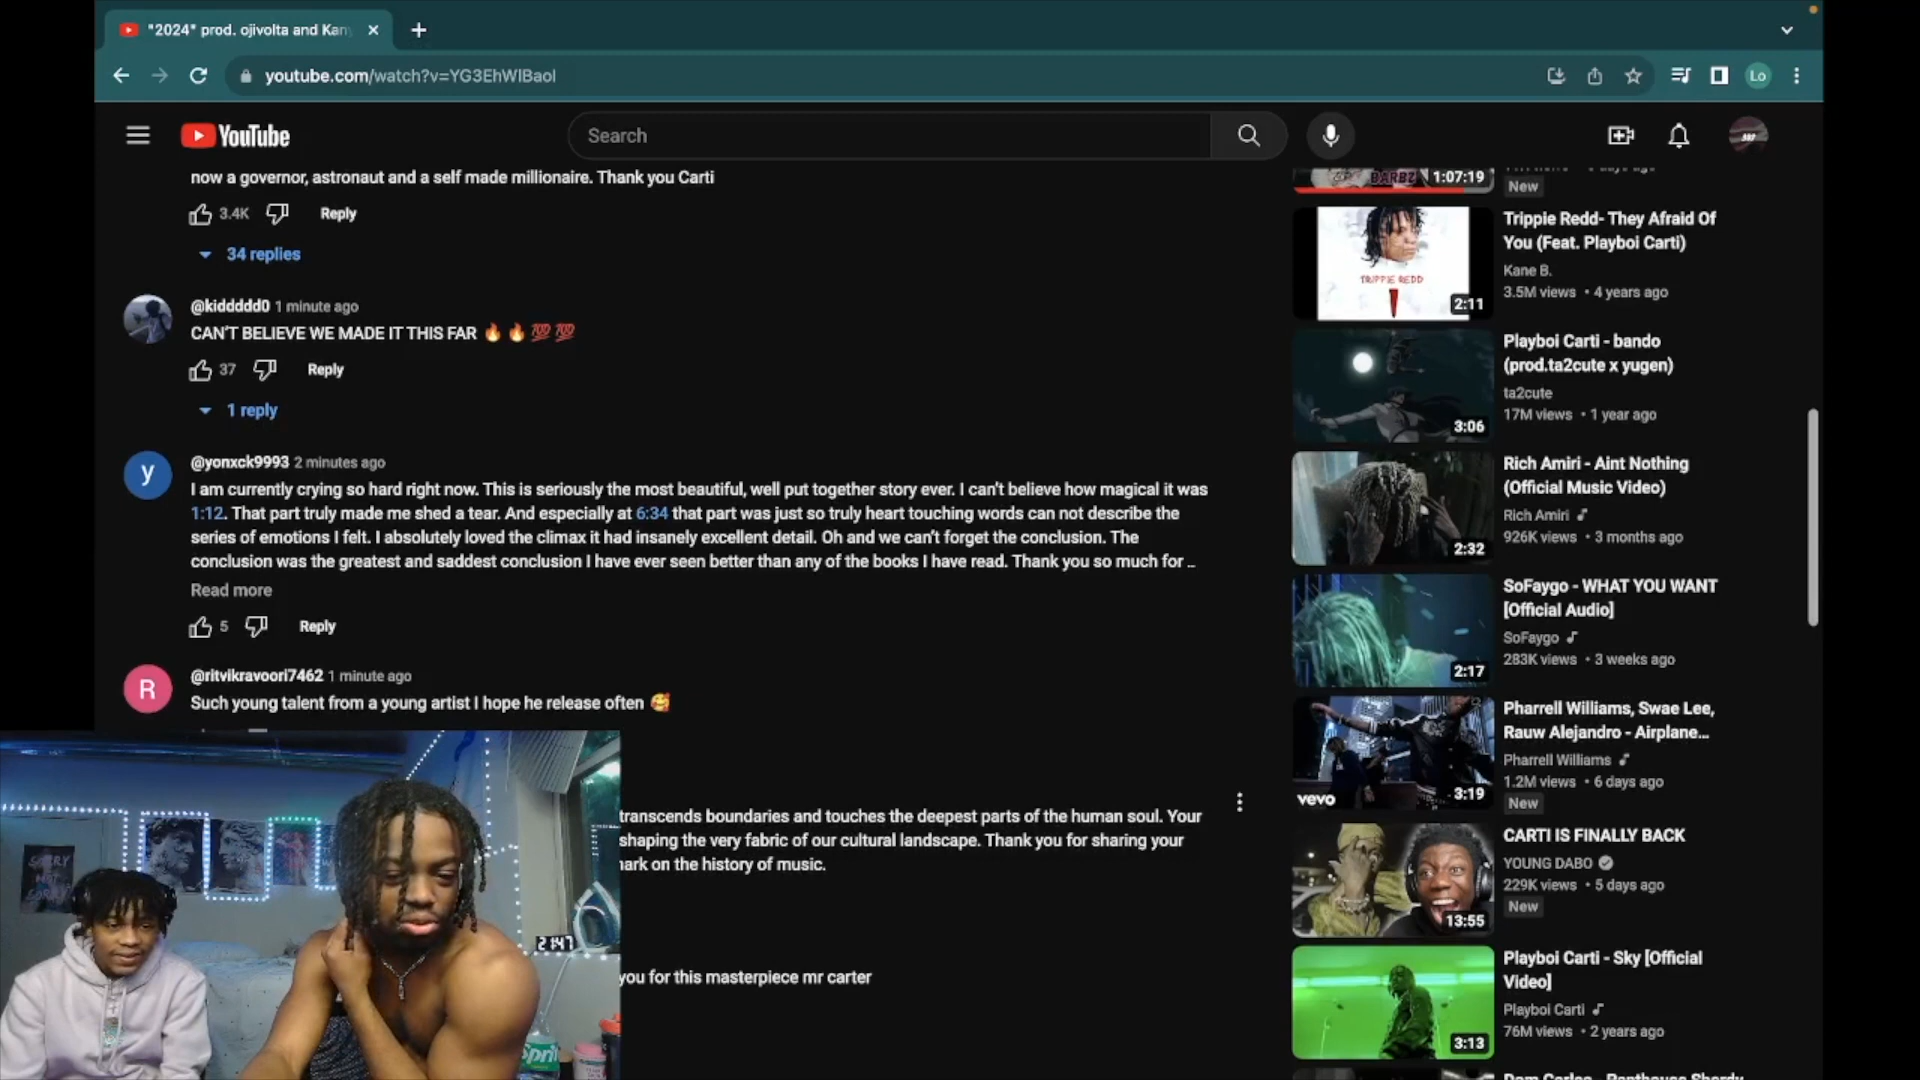 *2024* prod. ojivolta and Kan
youtube.com/watch?v=YG3EhWlBaoI
Lo
YouTube
Search
now a governor, astronaut and a self made millionaire. Thank you Carti
3.4K
Reply
34 replies
@kiddddd0 1 minute ago
CAN'T BELIEVE WE MADE IT THIS FAR 🔥 🔥 💯 💯
37
Reply
1 reply
y
@yonxck9993 2 minutes ago
I am currently crying so hard right now. This is seriously the most beautiful, well put together story ever. I can't believe how magical it was
1:12. That part truly made me shed a tear. And especially at 6:34 that part was just so truly heart touching words can not describe the
series of emotions I felt. I absolutely loved the climax it had insanely excellent detail. Oh and we can't forget the conclusion. The
conclusion was the greatest and saddest conclusion I have ever seen better than any of the books I have read. Thank you so much for ...
Read more
5
Reply
R
@ritvikravoori7462 1 minute ago
Such young talent from a young artist I hope he release often 🥰
transcends boundaries and touches the deepest parts of the human soul. Your
shaping the very fabric of our cultural landscape. Thank you for sharing your
mark on the history of music.
you for this masterpiece mr carter
SORRY
NOT
SORRY
2:47
Sprit
BARBZ
1:07:19
New
TRIPPIE REDD
2:11
Trippie Redd- They Afraid Of
You (Feat. Playboi Carti)
Kane B.
3.5M views • 4 years ago
3:06
Playboi Carti - bando
(prod.ta2cute x yugen)
ta2cute
17M views • 1 year ago
2:32
Rich Amiri - Aint Nothing
(Official Music Video)
Rich Amiri
926K views • 3 months ago
2:17
SoFaygo - WHAT YOU WANT
[Official Audio]
SoFaygo
283K views • 3 weeks ago
vevo
3:19
Pharrell Williams, Swae Lee,
Rauw Alejandro - Airplane...
Pharrell Williams
1.2M views • 6 days ago
New
13:55
CARTI IS FINALLY BACK
YOUNG DABO
229K views • 5 days ago
New
3:13
Playboi Carti - Sky [Official
Video]
Playboi Carti
76M views • 2 years ago